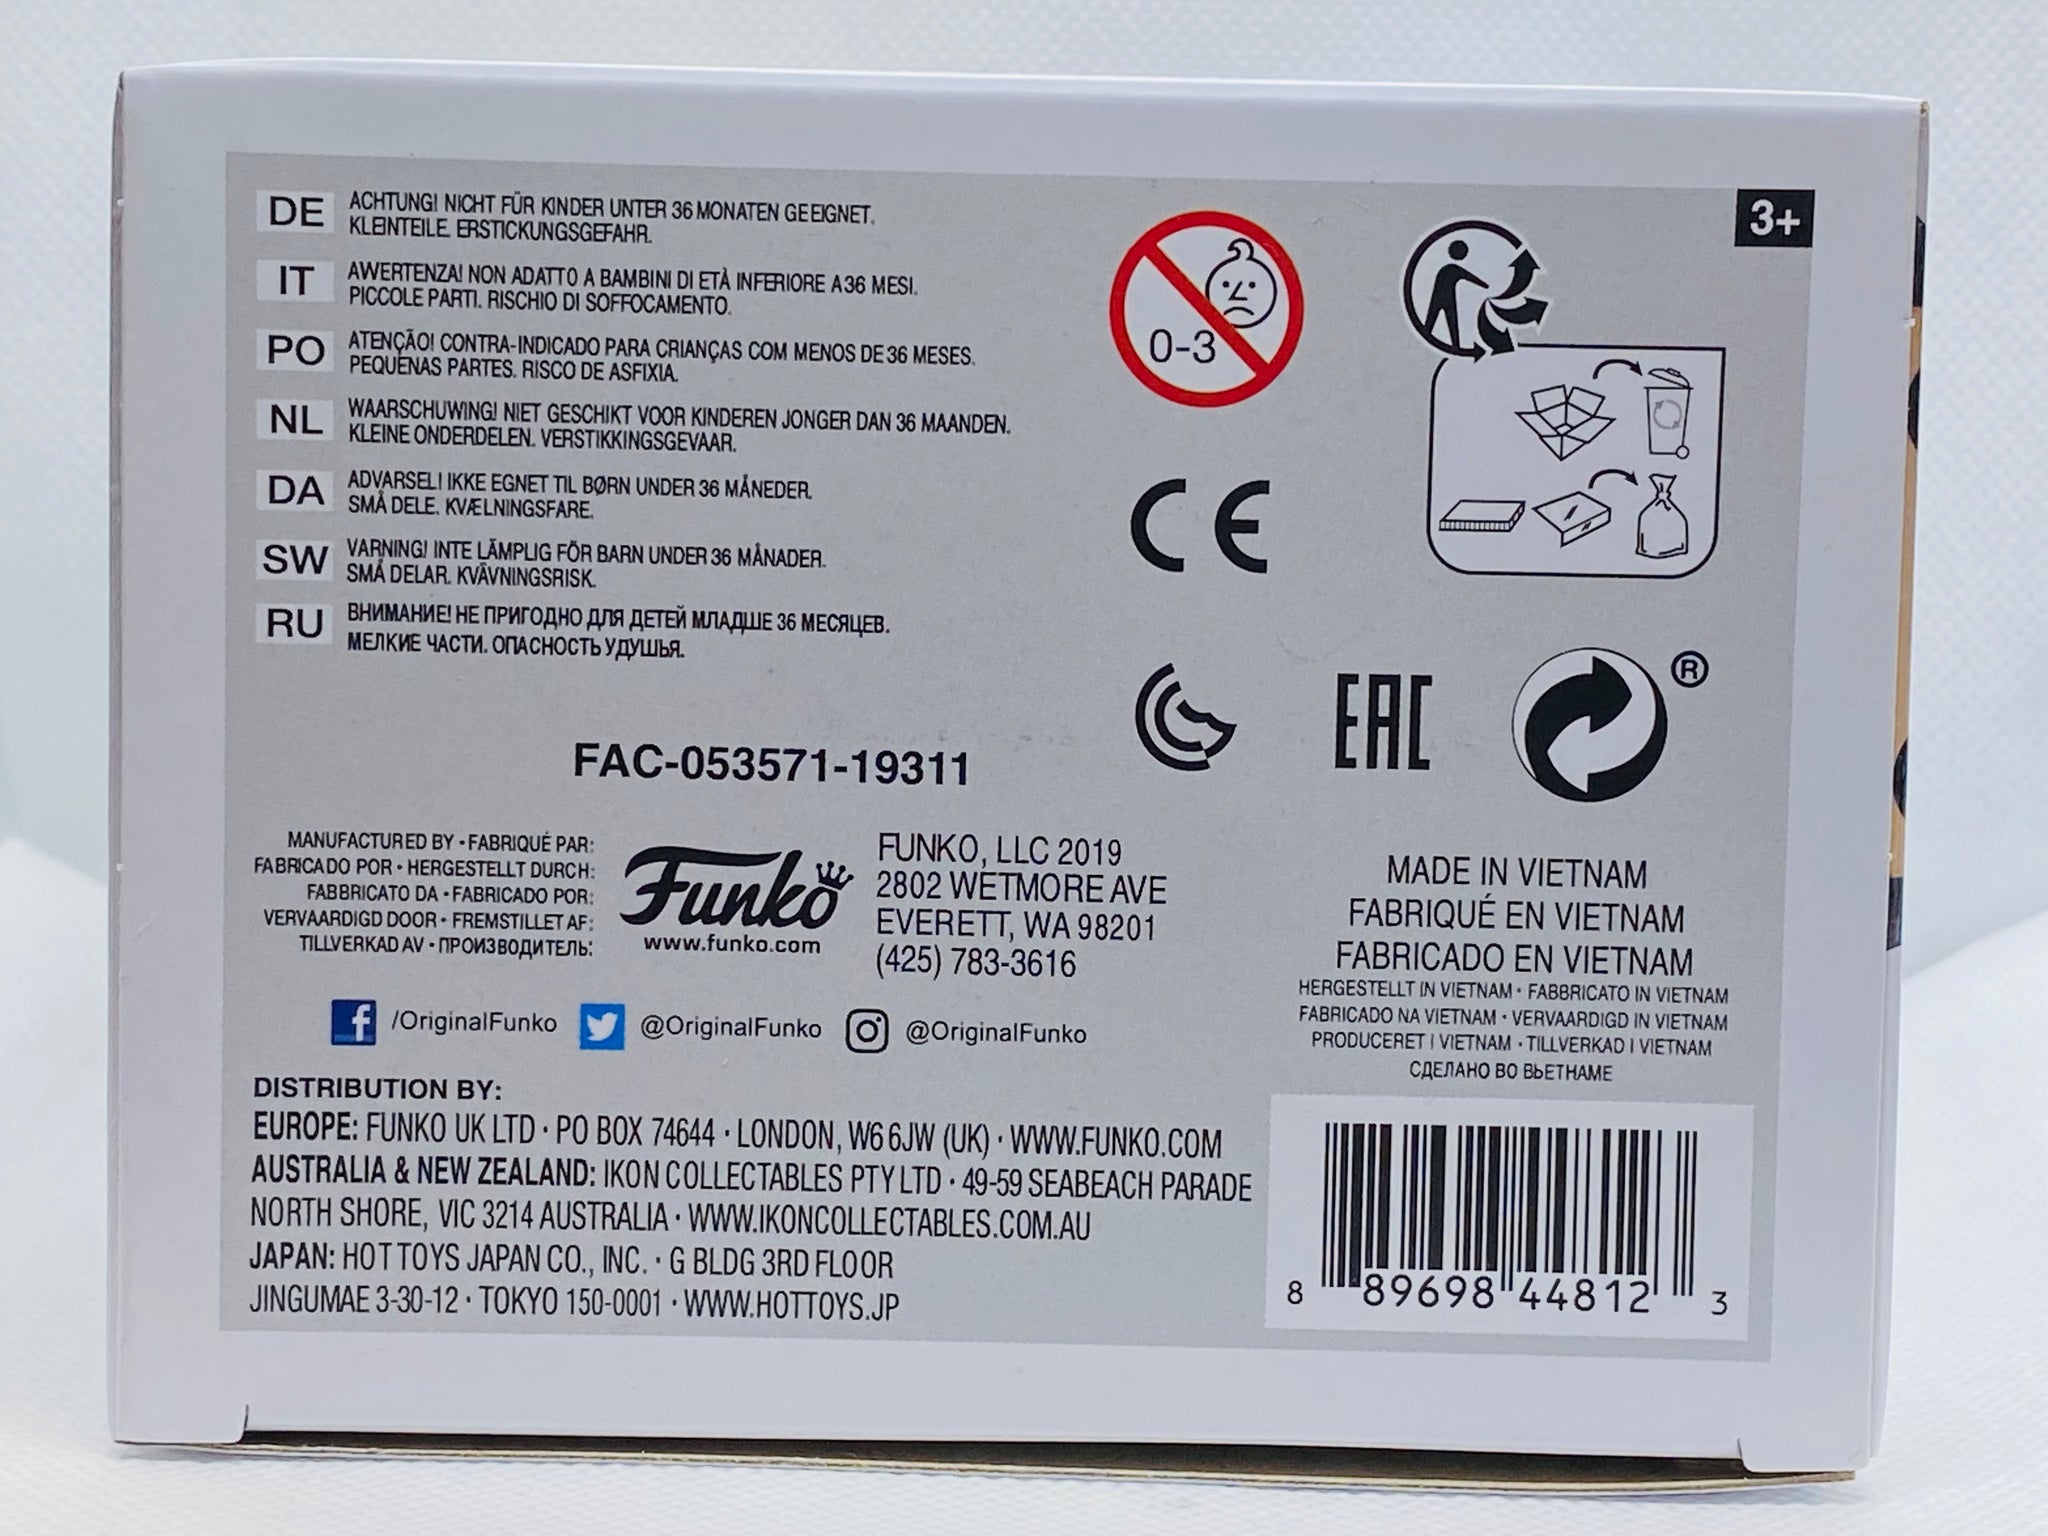 DE ACHTUNG! NICHT FÜR KINDER UNTER 36 MONATEN GEEIGNET.
KLEINTEILE. ERSTICKUNGSGEFAHR.
IT AWERTENZA! NON ADATTO A BAMBINI DI ETÀ INFERIORE A 36 MESI.
PICCOLE PARTI. RISCHIO DI SOFFOCAMENTO.
PO ATENÇÃO! CONTRA-INDICADO PARA CRIANÇAS COM MENOS DE 36 MESES.
PEQUENAS PARTES. RISCO DE ASFIXIA.
NL WAARSCHUWING! NIET GESCHIKT VOOR KINDEREN JONGER DAN 36 MAANDEN.
KLEINE ONDERDELEN. VERSTIKKINGSGEVAAR.
DA ADVARSEL! IKKE EGNET TIL BØRN UNDER 36 MÅNEDER.
SMÅ DELE. KVÆLNINGSFARE.
SW VARNING! INTE LÄMPLIG FÖR BARN UNDER 36 MÅNADER.
SMÅ DELAR. KVÄVNINGSRISK.
RU ВНИМАНИЕ! НЕ ПРИГОДНО ДЛЯ ДЕТЕЙ МЛАДШЕ 36 МЕСЯЦЕВ.
МЕЛКИЕ ЧАСТИ. ОПАСНОСТЬ УДУШЬЯ.
0-3
3+
CE
EAC
®
FAC-053571-19311
MANUFACTURED BY • FABRIQUÉ PAR:
FABRICADO POR • HERGESTELLT DURCH:
FABBRICATO DA • FABRICADO POR:
VERVAARDIGD DOOR • FREMSTILLET AF:
TILLVERKAD AV • ПРОИЗВОДИТЕЛЬ:
Funko
www.funko.com
FUNKO, LLC 2019
2802 WETMORE AVE
EVERETT, WA 98201
(425) 783-3616
MADE IN VIETNAM
FABRIQUÉ EN VIETNAM
FABRICADO EN VIETNAM
HERGESTELLT IN VIETNAM • FABBRICATO IN VIETNAM
FABRICADO NA VIETNAM • VERVAARDIGD IN VIETNAM
PRODUCERET I VIETNAM • TILLVERKAD I VIETNAM
СДЕЛАНО ВО ВЬЕТНАМЕ
/OriginalFunko @OriginalFunko @OriginalFunko
DISTRIBUTION BY:
EUROPE: FUNKO UK LTD • PO BOX 74644 • LONDON, W6 6JW (UK) • WWW.FUNKO.COM
AUSTRALIA & NEW ZEALAND: IKON COLLECTABLES PTY LTD • 49-59 SEABEACH PARADE
NORTH SHORE, VIC 3214 AUSTRALIA • WWW.IKONCOLLECTABLES.COM.AU
JAPAN: HOT TOYS JAPAN CO., INC. • G BLDG 3RD FLOOR
JINGUMAE 3-30-12 • TOKYO 150-0001 • WWW.HOTTOYS.JP
8 89698 44812 3